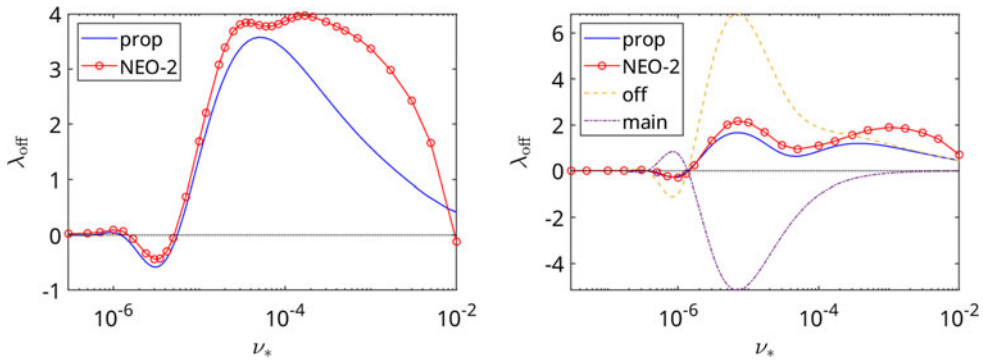 4
3
2
1
0
-1
λoff
prop
NEO-2
10⁻⁶
10⁻⁴
10⁻²
ν*
6
4
2
0
-2
-4
λoff
prop
NEO-2
off
main
10⁻⁶
10⁻⁴
10⁻²
ν*